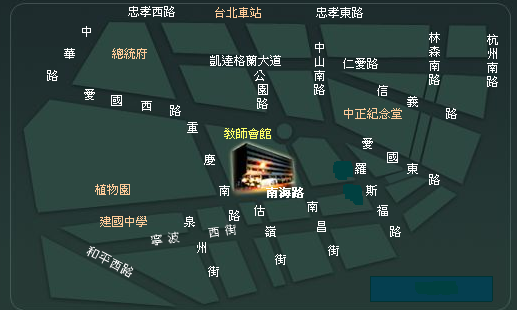 忠孝西路
台北車站
忠孝東路
中華路
總統府
凱達格蘭大道
公園路
中山南路
仁愛路
林森南路
杭州南路
愛國西路
信義路
中正紀念堂
重慶南路
教師會館
愛國東路
羅斯福路
植物園
南海路
建國中學
泉州街
寧波西街
牯嶺街
南昌街
和平西路